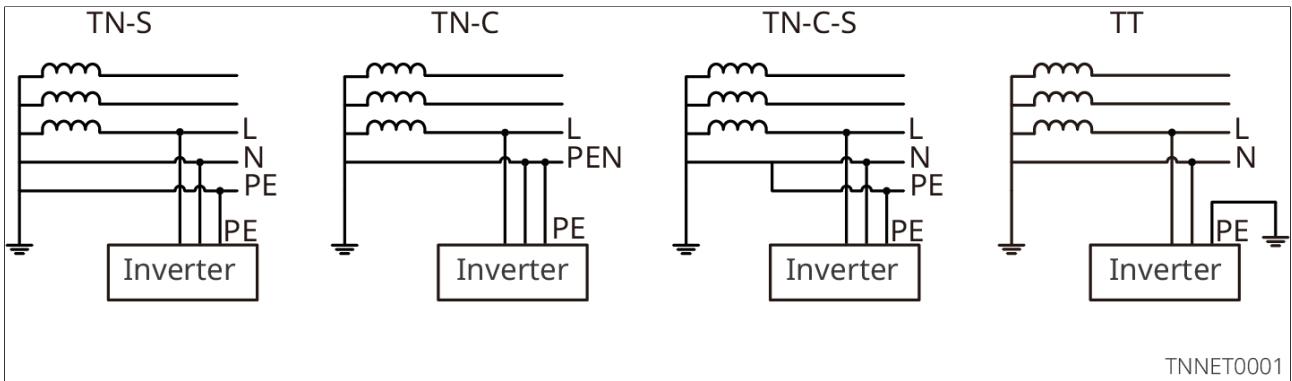 TN-S
TN-C
TN-C-S
TT
L
N
PE
PE
Inverter
L
PEN
PE
Inverter
L
N
PE
PE
Inverter
L
N
PE
Inverter
TNNET0001